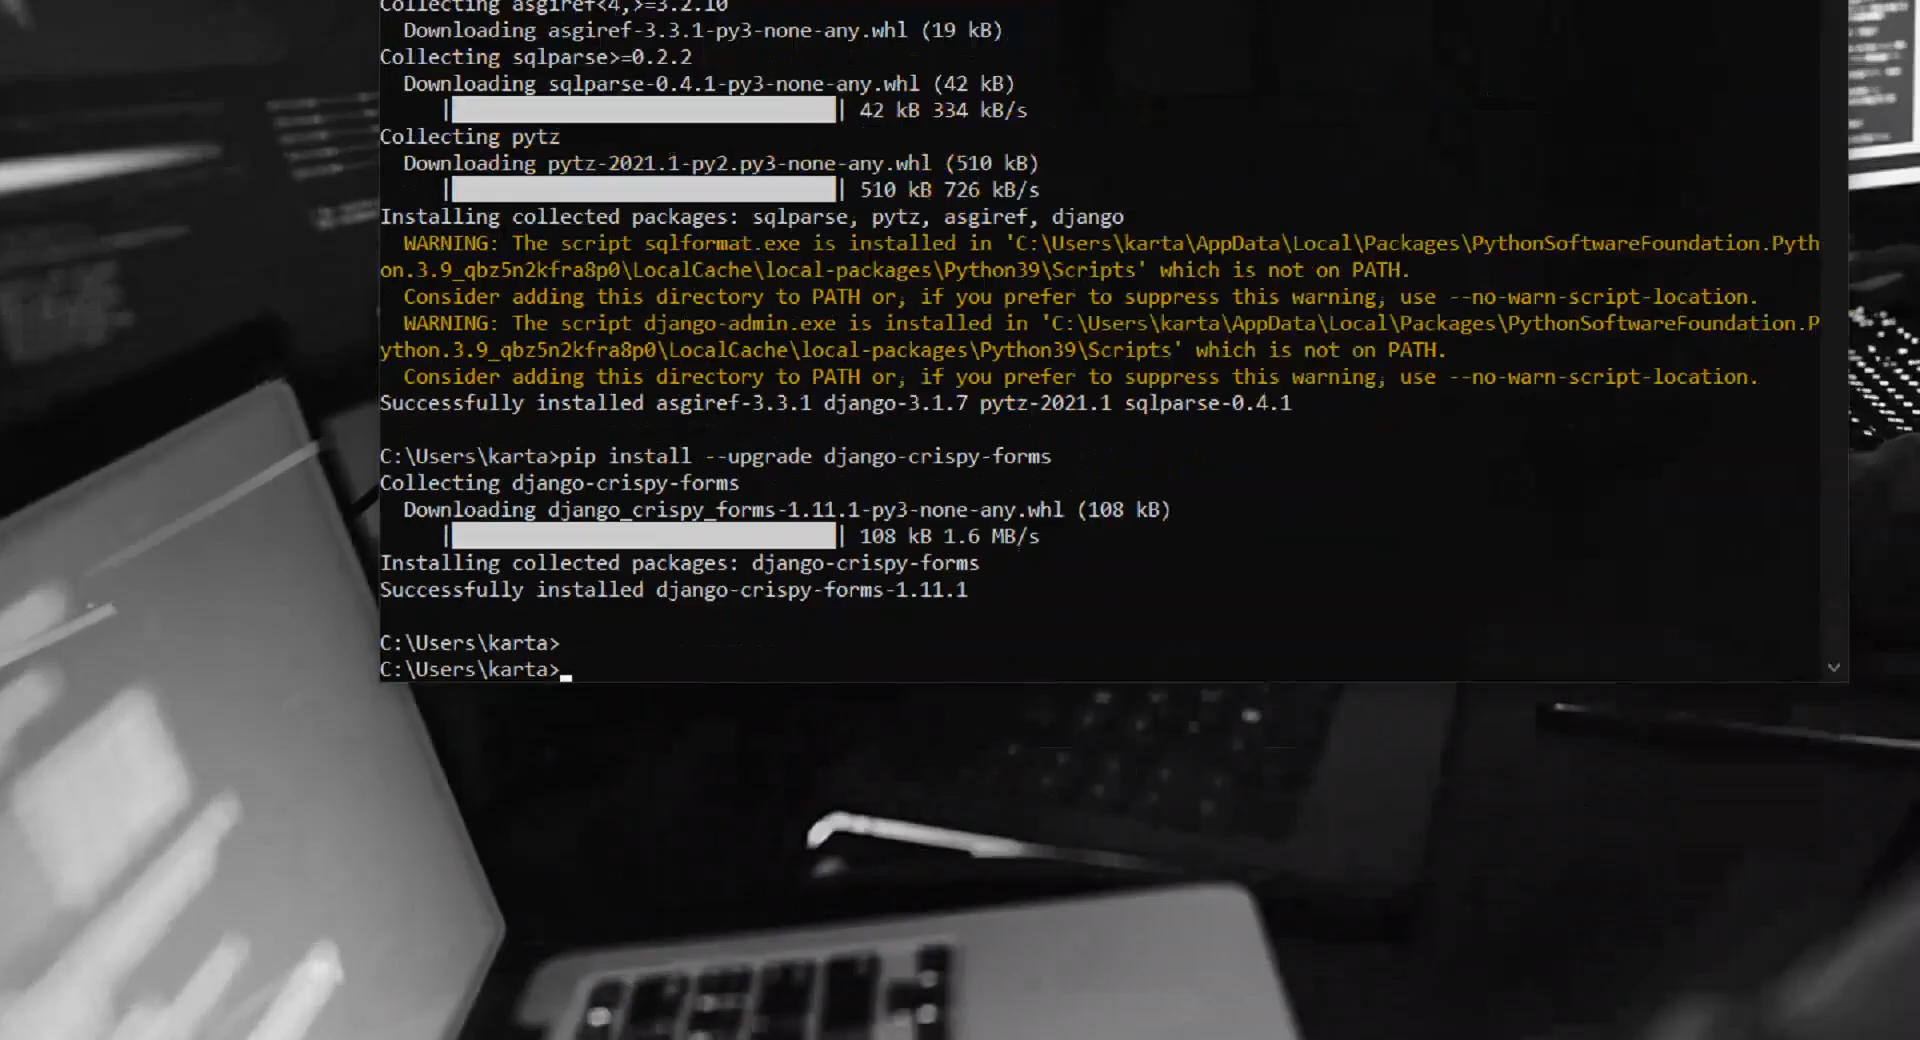 Collecting asgiref<4,>=3.2.10
Downloading asgiref-3.3.1-py3-none-any.whl (19 kB)
Collecting sqlparse>=0.2.2
Downloading sqlparse-0.4.1-py3-none-any.whl (42 kB)
| | 42 kB 334 kB/s
Collecting pytz
Downloading pytz-2021.1-py2.py3-none-any.whl (510 kB)
| | 510 kB 726 kB/s
Installing collected packages: sqlparse, pytz, asgiref, django
WARNING: The script sqlformat.exe is installed in 'C:\Users\karta\AppData\Local\Packages\PythonSoftwareFoundation.Pyth
on.3.9_qbz5n2kfra8p0\LocalCache\local-packages\Python39\Scripts' which is not on PATH.
Consider adding this directory to PATH or, if you prefer to suppress this warning, use --no-warn-script-location.
WARNING: The script django-admin.exe is installed in 'C:\Users\karta\AppData\Local\Packages\PythonSoftwareFoundation.P
ython.3.9_qbz5n2kfra8p0\LocalCache\local-packages\Python39\Scripts' which is not on PATH.
Consider adding this directory to PATH or, if you prefer to suppress this warning, use --no-warn-script-location.
Successfully installed asgiref-3.3.1 django-3.1.7 pytz-2021.1 sqlparse-0.4.1
C:\Users\karta>pip install --upgrade django-crispy-forms
Collecting django-crispy-forms
Downloading django_crispy_forms-1.11.1-py3-none-any.whl (108 kB)
| | 108 kB 1.6 MB/s
Installing collected packages: django-crispy-forms
Successfully installed django-crispy-forms-1.11.1
C:\Users\karta>
C:\Users\karta>